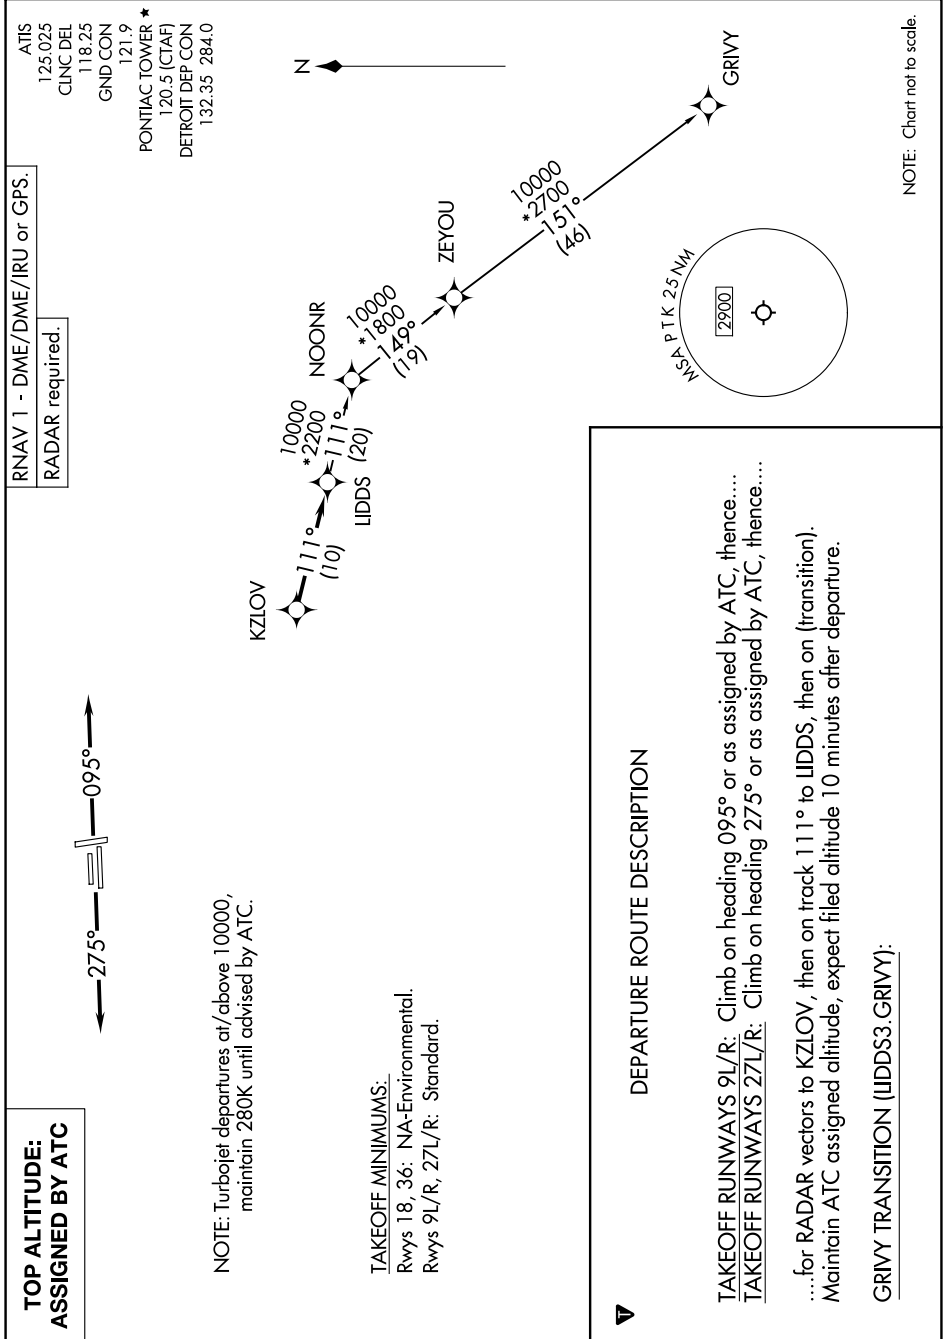 TOP ALTITUDE:
ASSIGNED BY ATC
RNAV 1 - DME/DME/IRU or GPS.
RADAR required.
ATIS
125.025
CLNC DEL
118.25
GND CON
121.9
PONTIAC TOWER ★
120.5 (CTAF)
DETROIT DEP CON
132.35 284.0
275°
095°
N
NOTE: Turbojet departures at/above 10000,
maintain 280K until advised by ATC.
TAKEOFF MINIMUMS:
Rwys 18, 36: NA-Environmental.
Rwys 9L/R, 27L/R: Standard.
KZLOV
111°
(10)
LIDDS
10000
*2200
111°
(20)
NOONR
10000
*1800
149°
(19)
ZEYOU
10000
*2700
151°
(46)
GRIVY
MSA PTK 25 NM
2900
NOTE: Chart not to scale.
T
DEPARTURE ROUTE DESCRIPTION
TAKEOFF RUNWAYS 9L/R: Climb on heading 095° or as assigned by ATC, thence....
TAKEOFF RUNWAYS 27L/R: Climb on heading 275° or as assigned by ATC, thence....
....for RADAR vectors to KZLOV, then on track 111° to LIDDS, then on (transition).
Maintain ATC assigned altitude, expect filed altitude 10 minutes after departure.
GRIVY TRANSITION (LIDDS3.GRIVY):